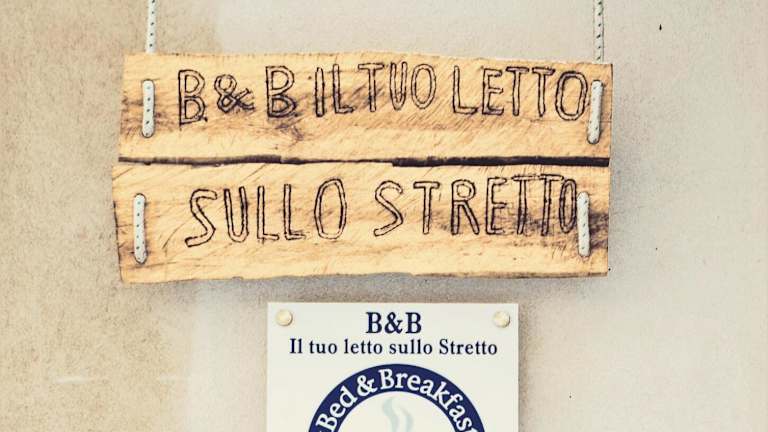 B&B IL TUO LETTO
SULLO STRETTO
B&B
Il tuo letto sullo Stretto
Bed & Breakfast